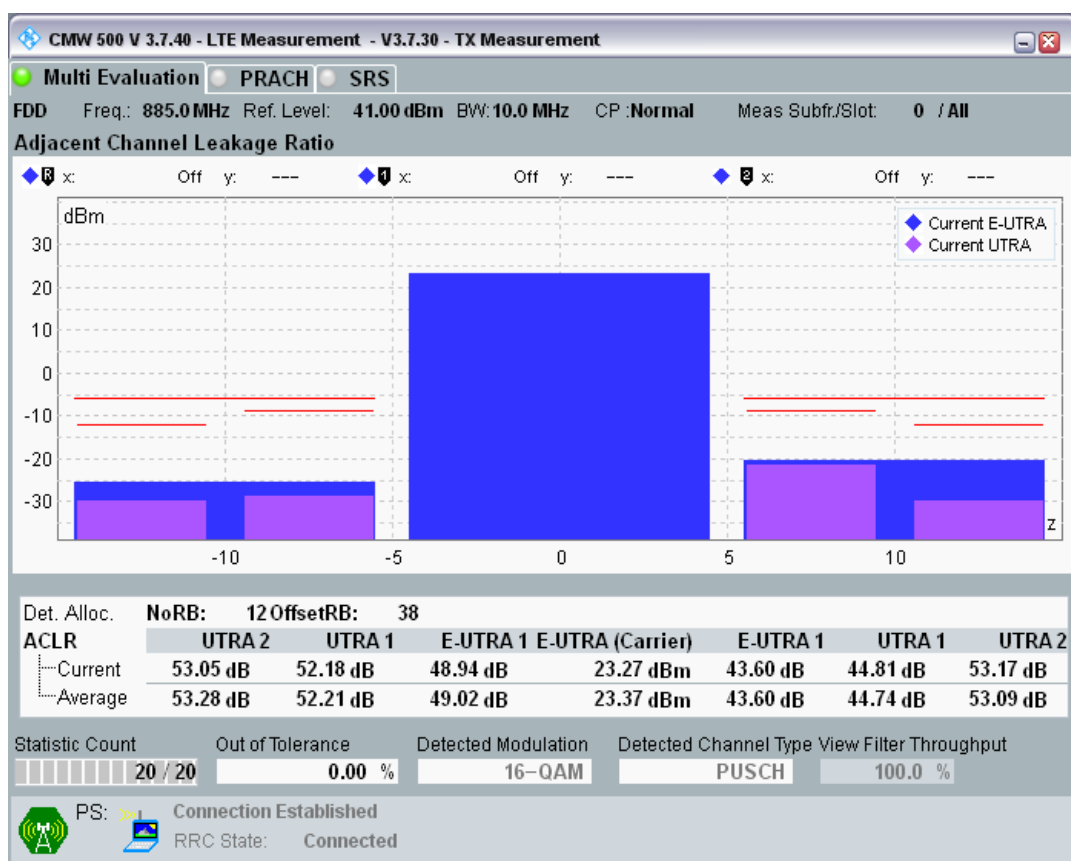 CMW 500 V 3.7.40 - LTE Measurement - V3.7.30 - TX Measurement
Multi Evaluation PRACH SRS
FDD Freq.: 885.0 MHz Ref. Level: 41.00 dBm BW: 10.0 MHz CP :Normal Meas Subfr./Slot: 0 / All
Adjacent Channel Leakage Ratio
R x: Off y: --- 1 x: Off y: --- 2 x: Off y: ---
dBm
Current E-UTRA
Current UTRA
30
20
10
0
-10
-20
-30
z
-10 -5 0 5 10
Det. Alloc. NoRB: 12 OffsetRB: 38
ACLR UTRA 2 UTRA 1 E-UTRA 1 E-UTRA (Carrier) E-UTRA 1 UTRA 1 UTRA 2
Current 53.05 dB 52.18 dB 48.94 dB 23.27 dBm 43.60 dB 44.81 dB 53.17 dB
Average 53.28 dB 52.21 dB 49.02 dB 23.37 dBm 43.60 dB 44.74 dB 53.09 dB
Statistic Count Out of Tolerance Detected Modulation Detected Channel Type View Filter Throughput
20 / 20 0.00 % 16-QAM PUSCH 100.0 %
PS: Connection Established
RRC State: Connected